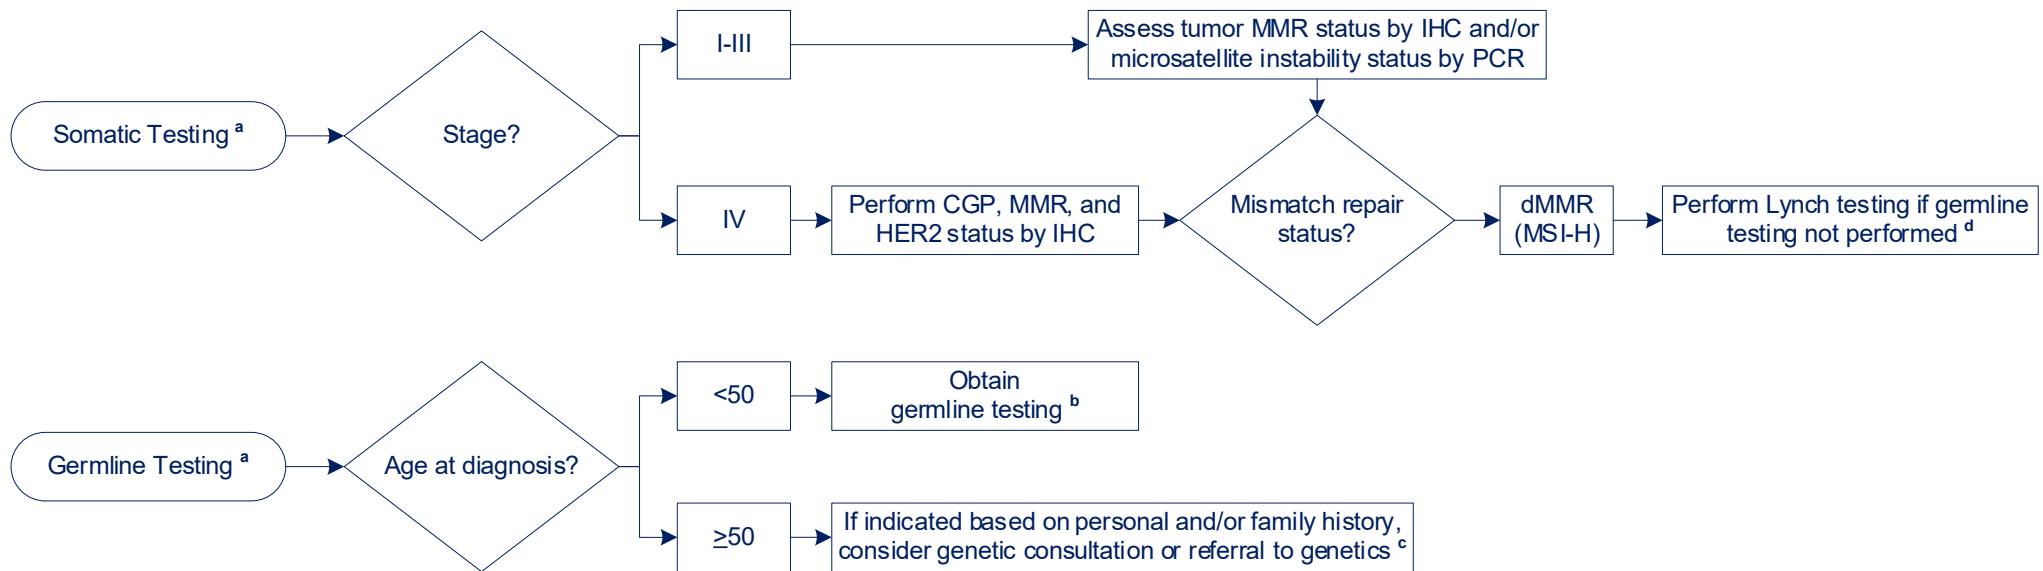 Somatic Testing a
Stage?
I-III
Assess tumor MMR status by IHC and/or
microsatellite instability status by PCR
IV
Perform CGP, MMR, and
HER2 status by IHC
Mismatch repair
status?
dMMR
(MSI-H)
Perform Lynch testing if germline
testing not performed d
Germline Testing a
Age at diagnosis?
<50
Obtain
germline testing b
≥50
If indicated based on personal and/or family history,
consider genetic consultation or referral to genetics c